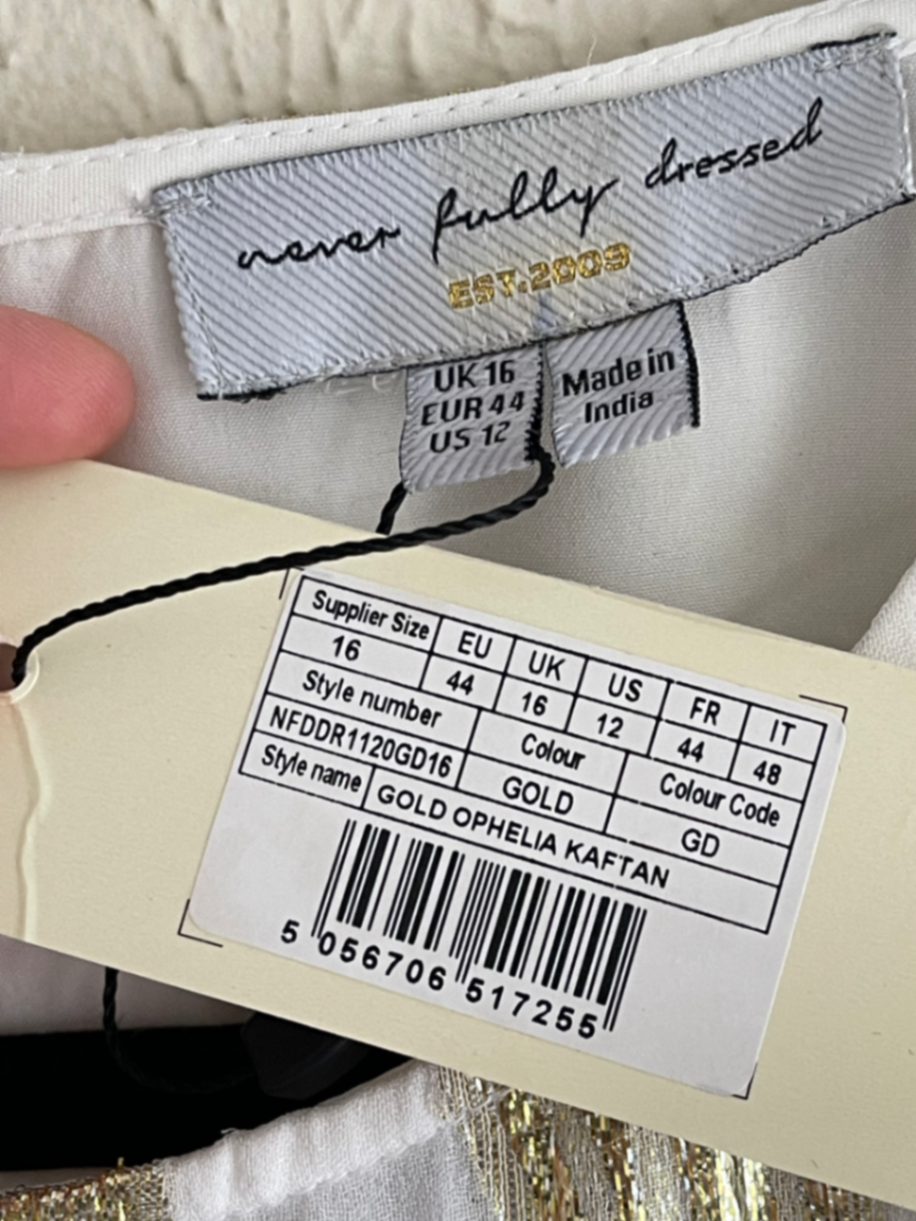 never fully dressed
EST.2009
UK 16
EUR 44
US 12
Made in
India
Supplier Size EU UK US FR IT
16 44 16 12 44 48
Style number Colour Colour Code
NFDDR1120GD16 GOLD GD
Style name GOLD OPHELIA KAFTAN
5 056706 517255